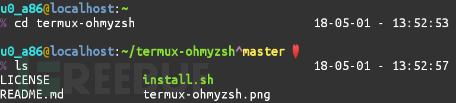 u0_a86@localhost:~
% cd termux-ohmyzsh 18-05-01 - 13:52:53
u0_a86@localhost:~/termux-ohmyzsh^master
% ls 18-05-01 - 13:52:57
LICENSE install.sh
README.md termux-ohmyzsh.png
FREEBUF